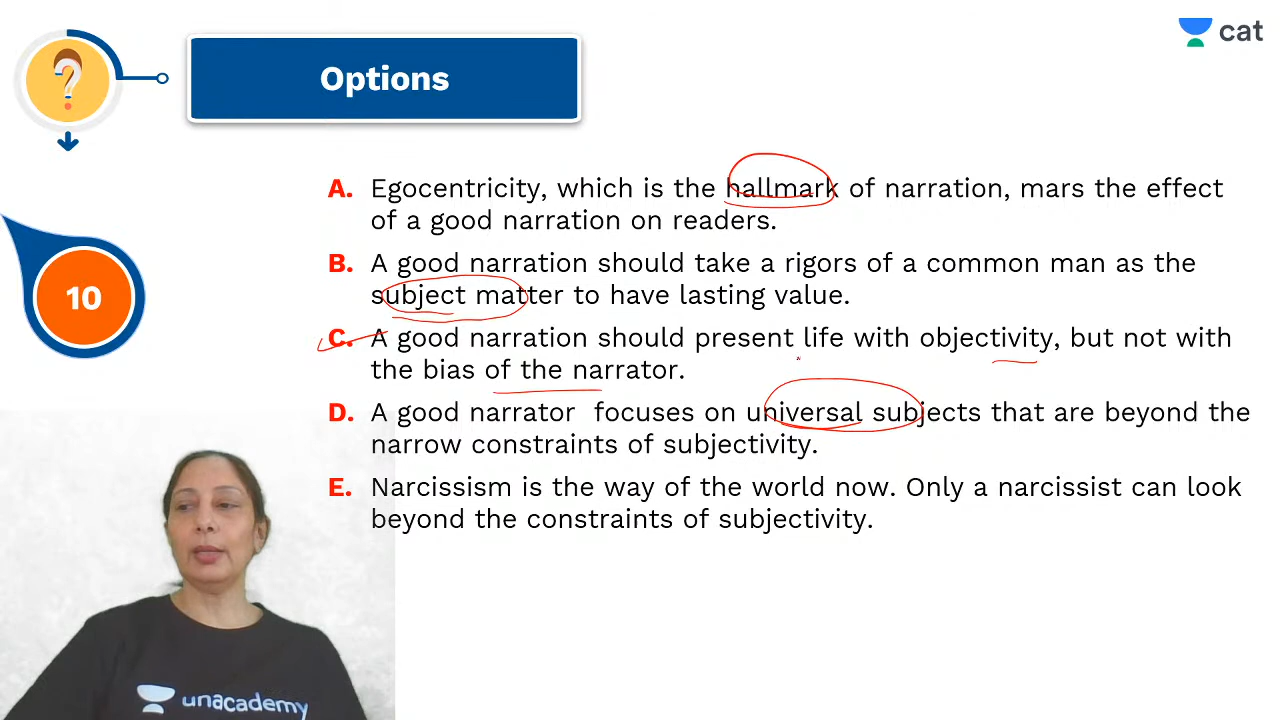 cat
Options
A. Egocentricity, which is the hallmark of narration, mars the effect
of a good narration on readers.
B. A good narration should take a rigors of a common man as the
subject matter to have lasting value.
10
C. A good narration should present life with objectivity, but not with
the bias of the narrator.
D. A good narrator focuses on universal subjects that are beyond the
narrow constraints of subjectivity.
E. Narcissism is the way of the world now. Only a narcissist can look
beyond the constraints of subjectivity.
unacademy